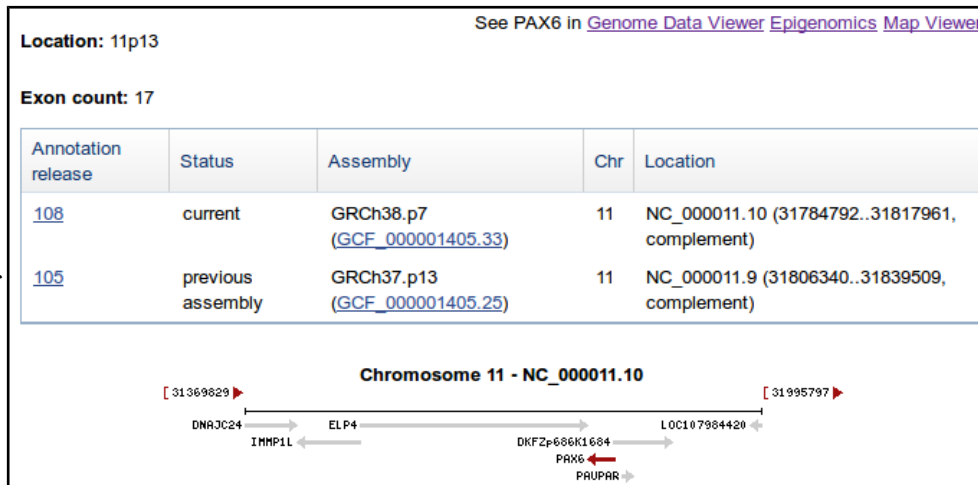 See PAX6 in Genome Data Viewer Epigenomics Map Viewer
Location: 11p13
Exon count: 17
Annotation release Status Assembly Chr Location
108 current GRCh38.p7 11 NC_000011.10 (31784792..31817961,
(GCF_000001405.33) complement)
105 previous GRCh37.p13 11 NC_000011.9 (31806340..31839509,
assembly (GCF_000001405.25) complement)
Chromosome 11 - NC_000011.10
[ 31369829 [ 31995797
DNAJC24 ELP4 LOC107984420
IMMP1L DKFZp686K1684
PAX6
PAUPAR